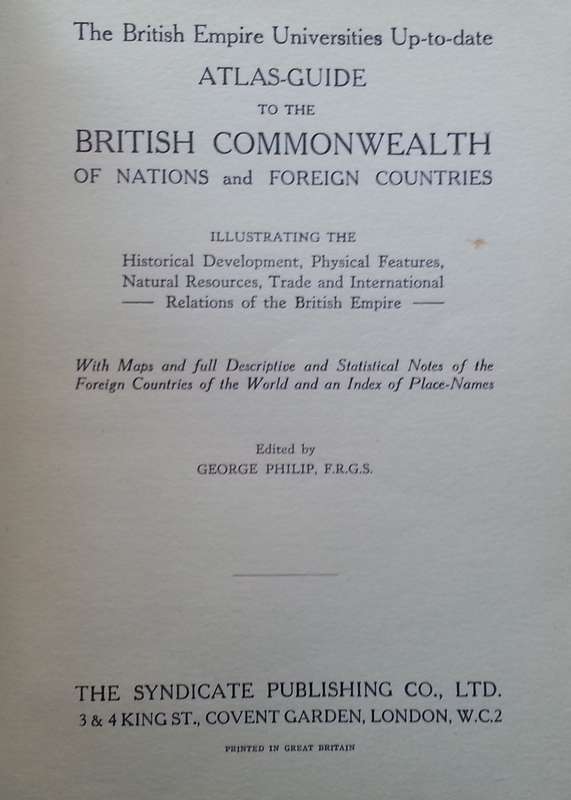 The British Empire Universities Up-to-date
ATLAS-GUIDE
TO THE
BRITISH COMMONWEALTH
OF NATIONS and FOREIGN COUNTRIES
ILLUSTRATING THE
Historical Development, Physical Features,
Natural Resources, Trade and International
Relations of the British Empire
With Maps and full Descriptive and Statistical Notes of the
Foreign Countries of the World and an Index of Place-Names
Edited by
GEORGE PHILIP, F.R.G.S.
THE SYNDICATE PUBLISHING CO., LTD.
3 & 4 KING ST., COVENT GARDEN, LONDON, W.C.2
PRINTED IN GREAT BRITAIN